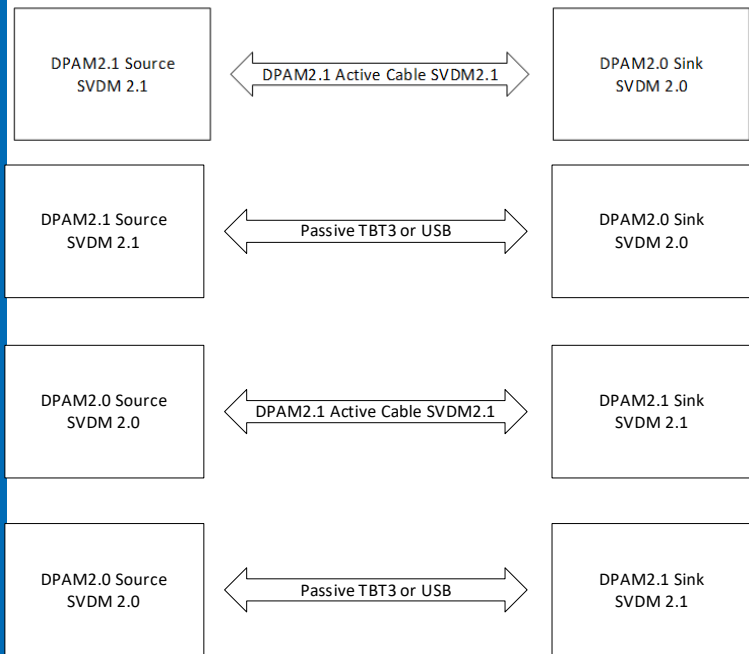 DPAM2.1 Source
SVDM 2.1
DPAM2.1 Active Cable SVDM2.1
DPAM2.0 Sink
SVDM 2.0
DPAM2.1 Source
SVDM 2.1
Passive TBT3 or USB
DPAM2.0 Sink
SVDM 2.0
DPAM2.0 Source
SVDM 2.0
DPAM2.1 Active Cable SVDM2.1
DPAM2.1 Sink
SVDM 2.1
DPAM2.0 Source
SVDM 2.0
Passive TBT3 or USB
DPAM2.1 Sink
SVDM 2.1